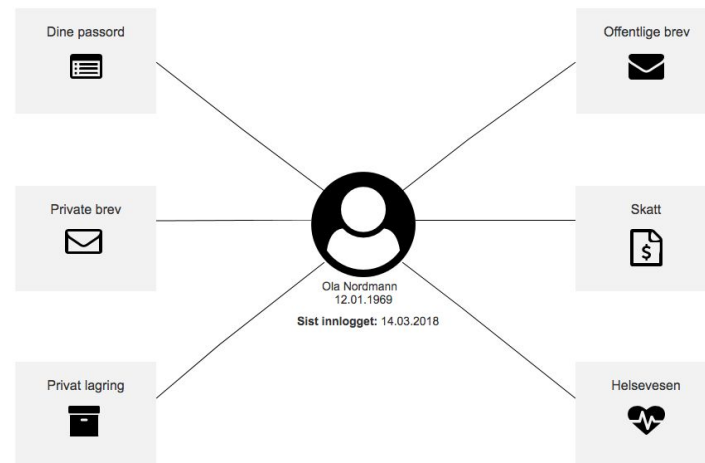 Dine passord
Offentlige brev
Private brev
Skatt
Ola Nordmann
12.01.1969
Sist innlogget: 14.03.2018
Privat lagring
Helsevesen